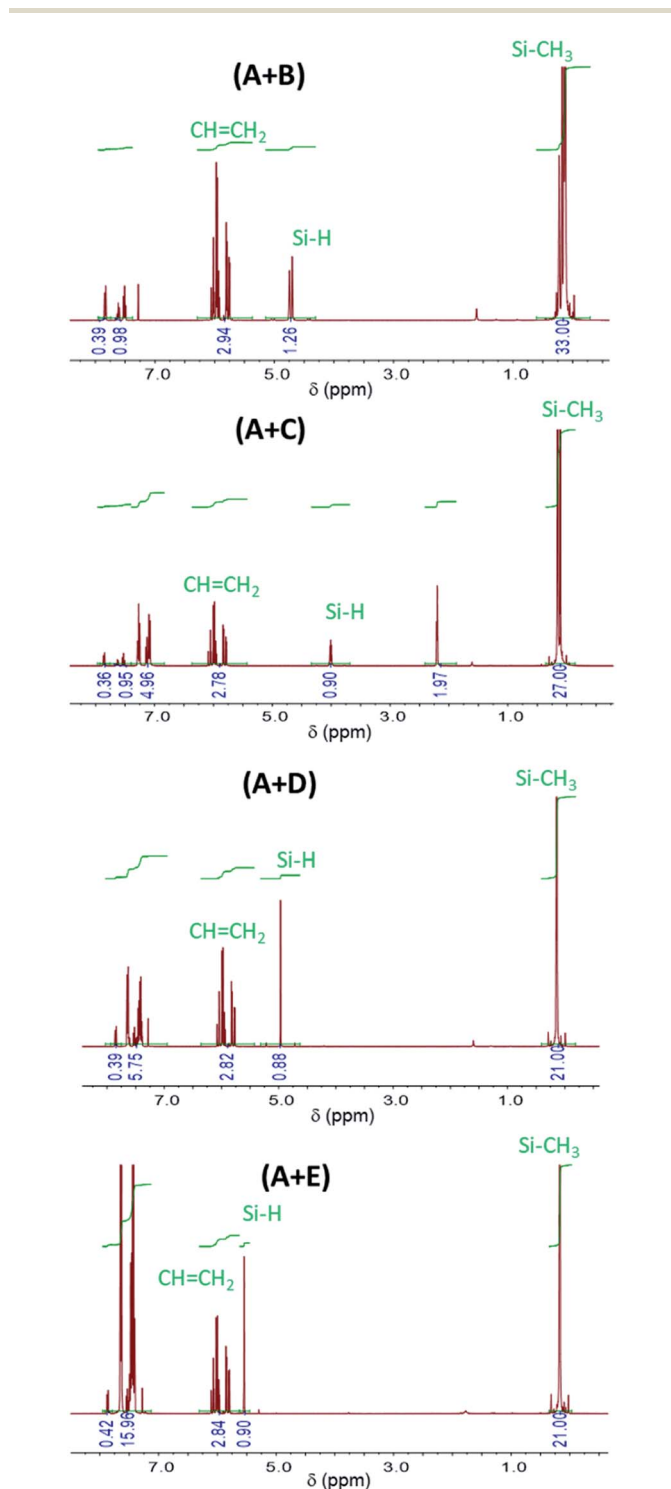 (A+B)
Si-CH₃
CH=CH₂
Si-H
0.39
0.98
2.94
1.26
33.00
7.0 5.0 3.0 1.0
δ (ppm)
(A+C)
Si-CH₃
CH=CH₂
Si-H
0.36
0.95
4.96
2.78
0.90
1.97
27.00
7.0 5.0 3.0 1.0
δ (ppm)
(A+D)
Si-CH₃
Si-H
CH=CH₂
0.39
5.75
2.82
0.88
21.00
7.0 5.0 3.0 1.0
δ (ppm)
(A+E)
Si-CH₃
Si-H
CH=CH₂
0.42
15.96
2.84
0.90
21.00
7.0 5.0 3.0 1.0
δ (ppm)